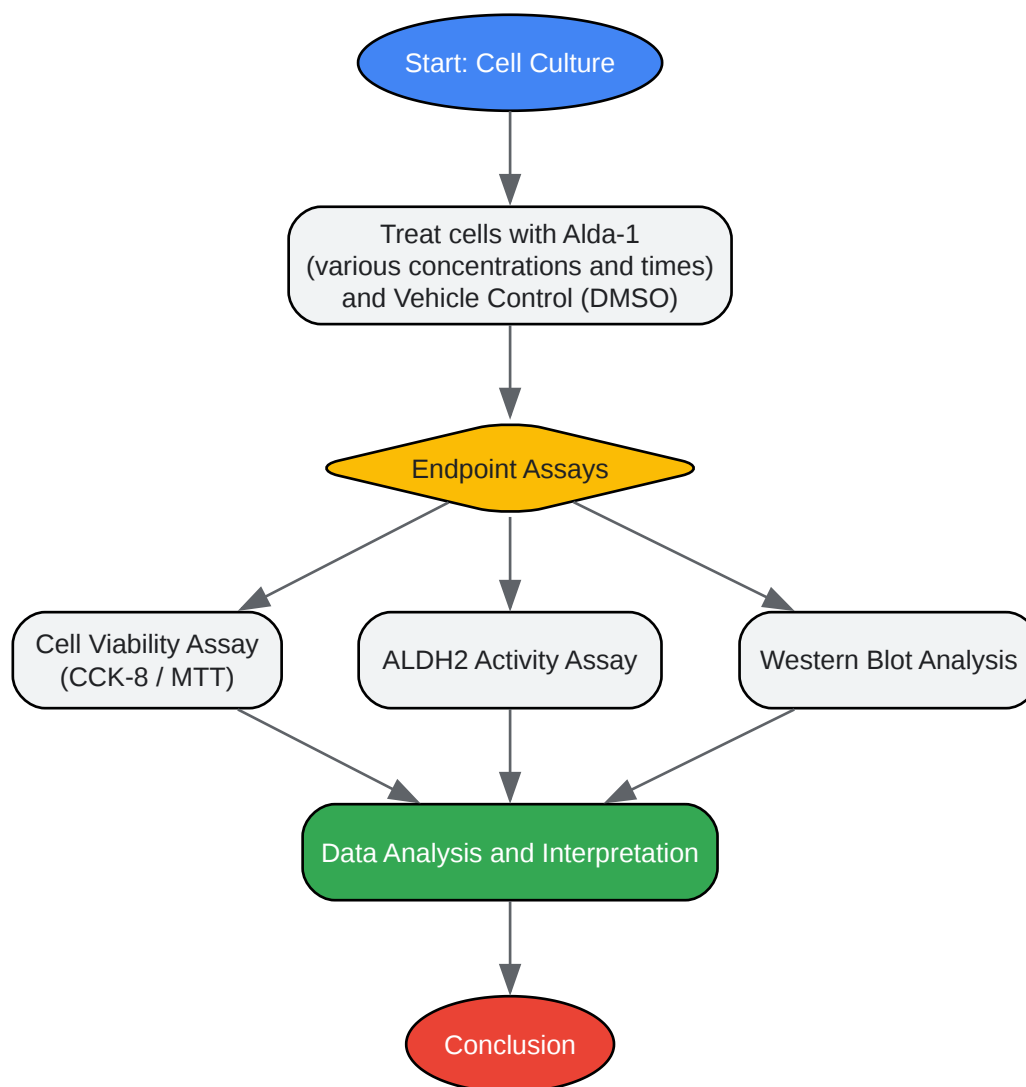 Start: Cell Culture
Treat cells with Alda-1
(various concentrations and times)
and Vehicle Control (DMSO)
Endpoint Assays
Cell Viability Assay
(CCK-8 / MTT)
ALDH2 Activity Assay
Western Blot Analysis
Data Analysis and Interpretation
Conclusion